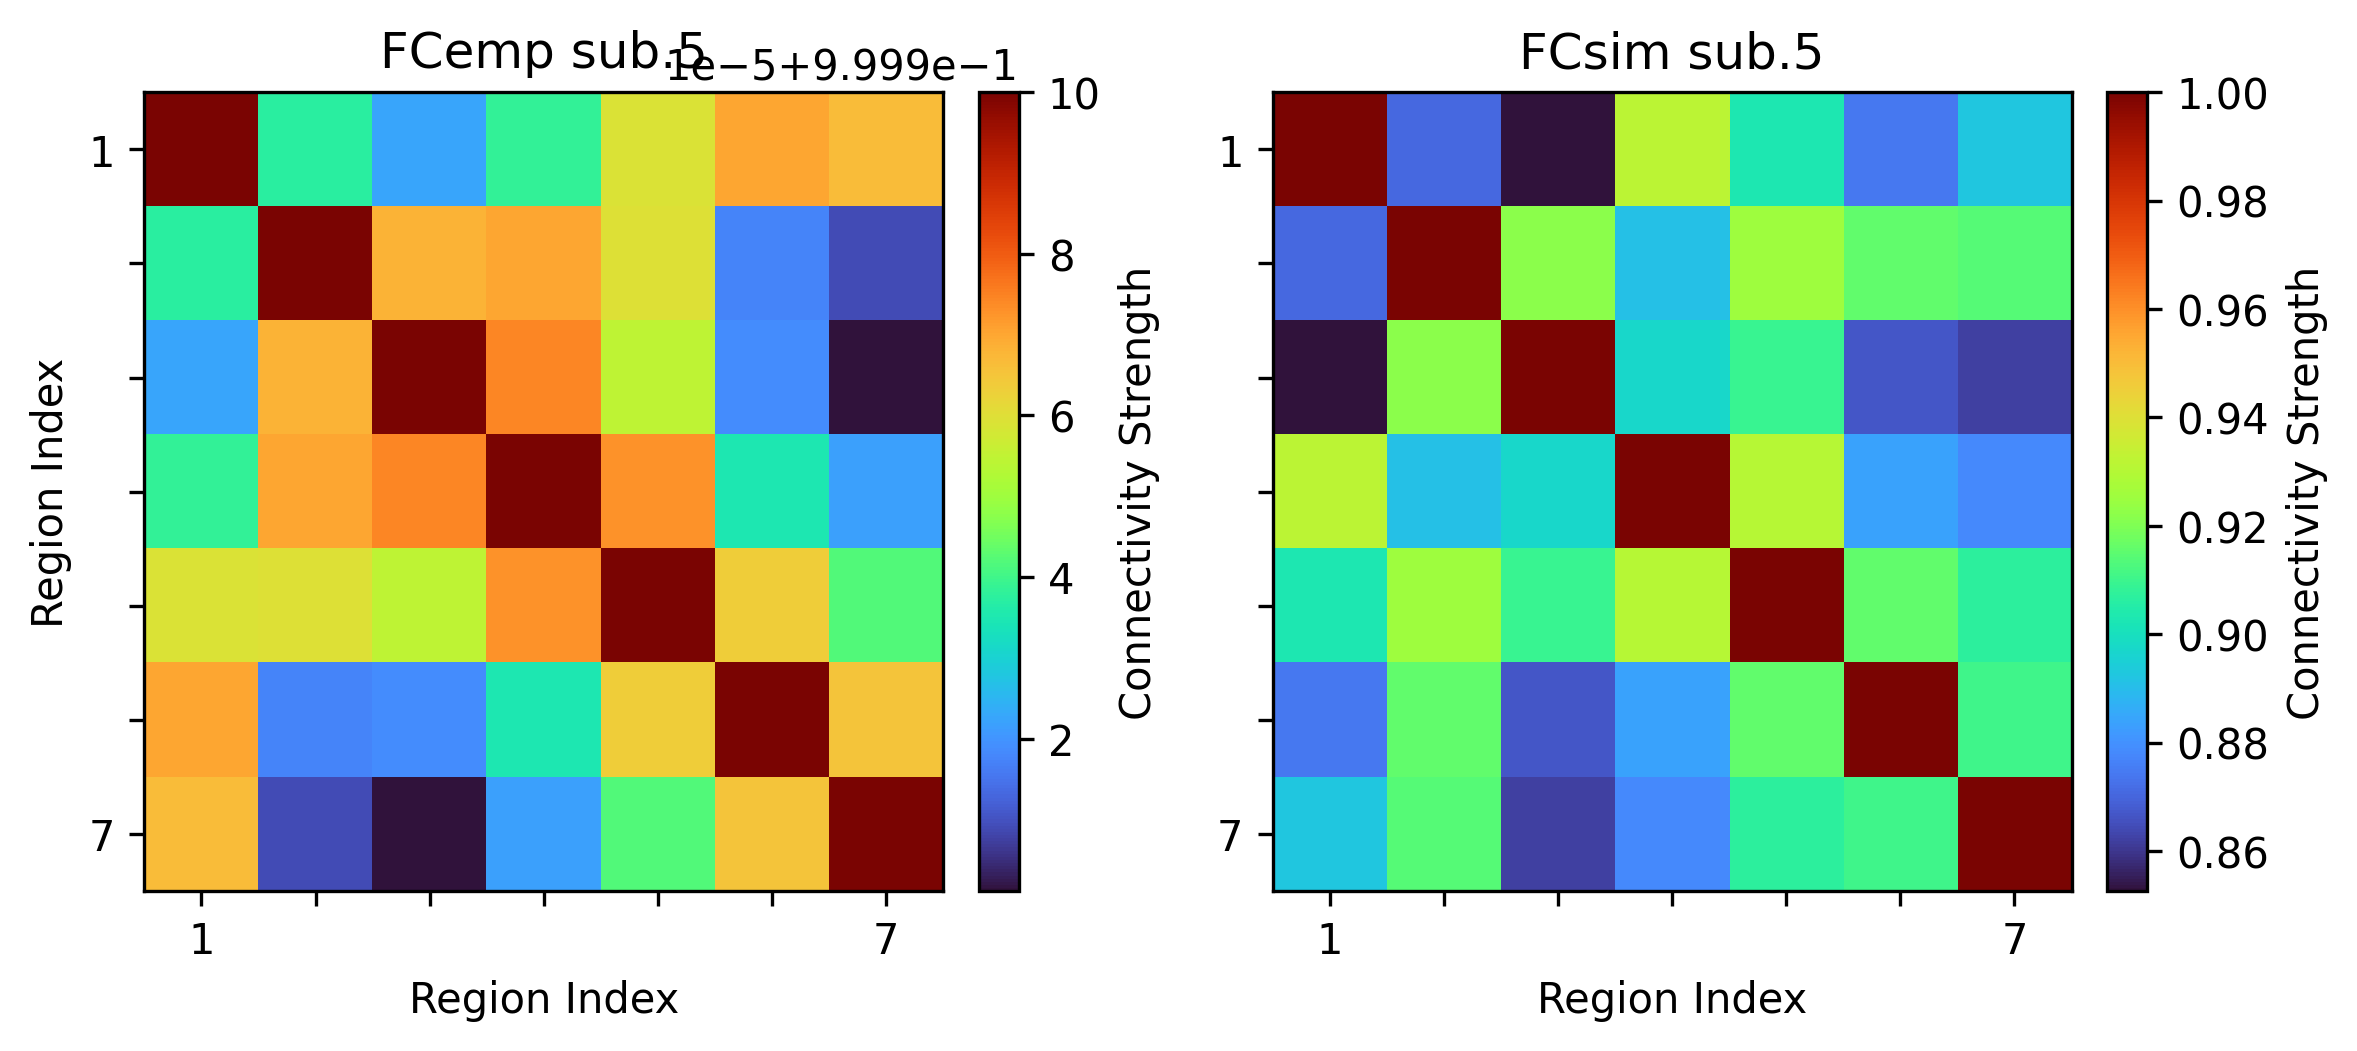 FCemp sub.5
1e−5+9.999e−1
Region Index
1
7
1
7
Region Index
10
8
6
4
2
Connectivity Strength
FCsim sub.5
1
7
1
7
Region Index
1.00
0.98
0.96
0.94
0.92
0.90
0.88
0.86
Connectivity Strength